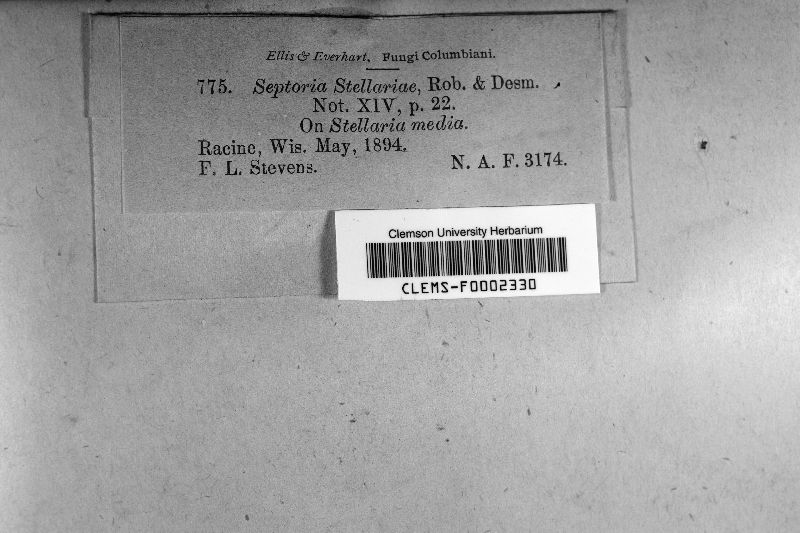 Ellis & Everhart, Fungi Columbiani.
775. Septoria Stellariae, Rob. & Desm.
Not. XIV, p. 22.
On Stellaria media.
Racine, Wis. May, 1894.
F. L. Stevens. N. A. F. 3174.
Clemson University Herbarium
CLEMS-F0002330